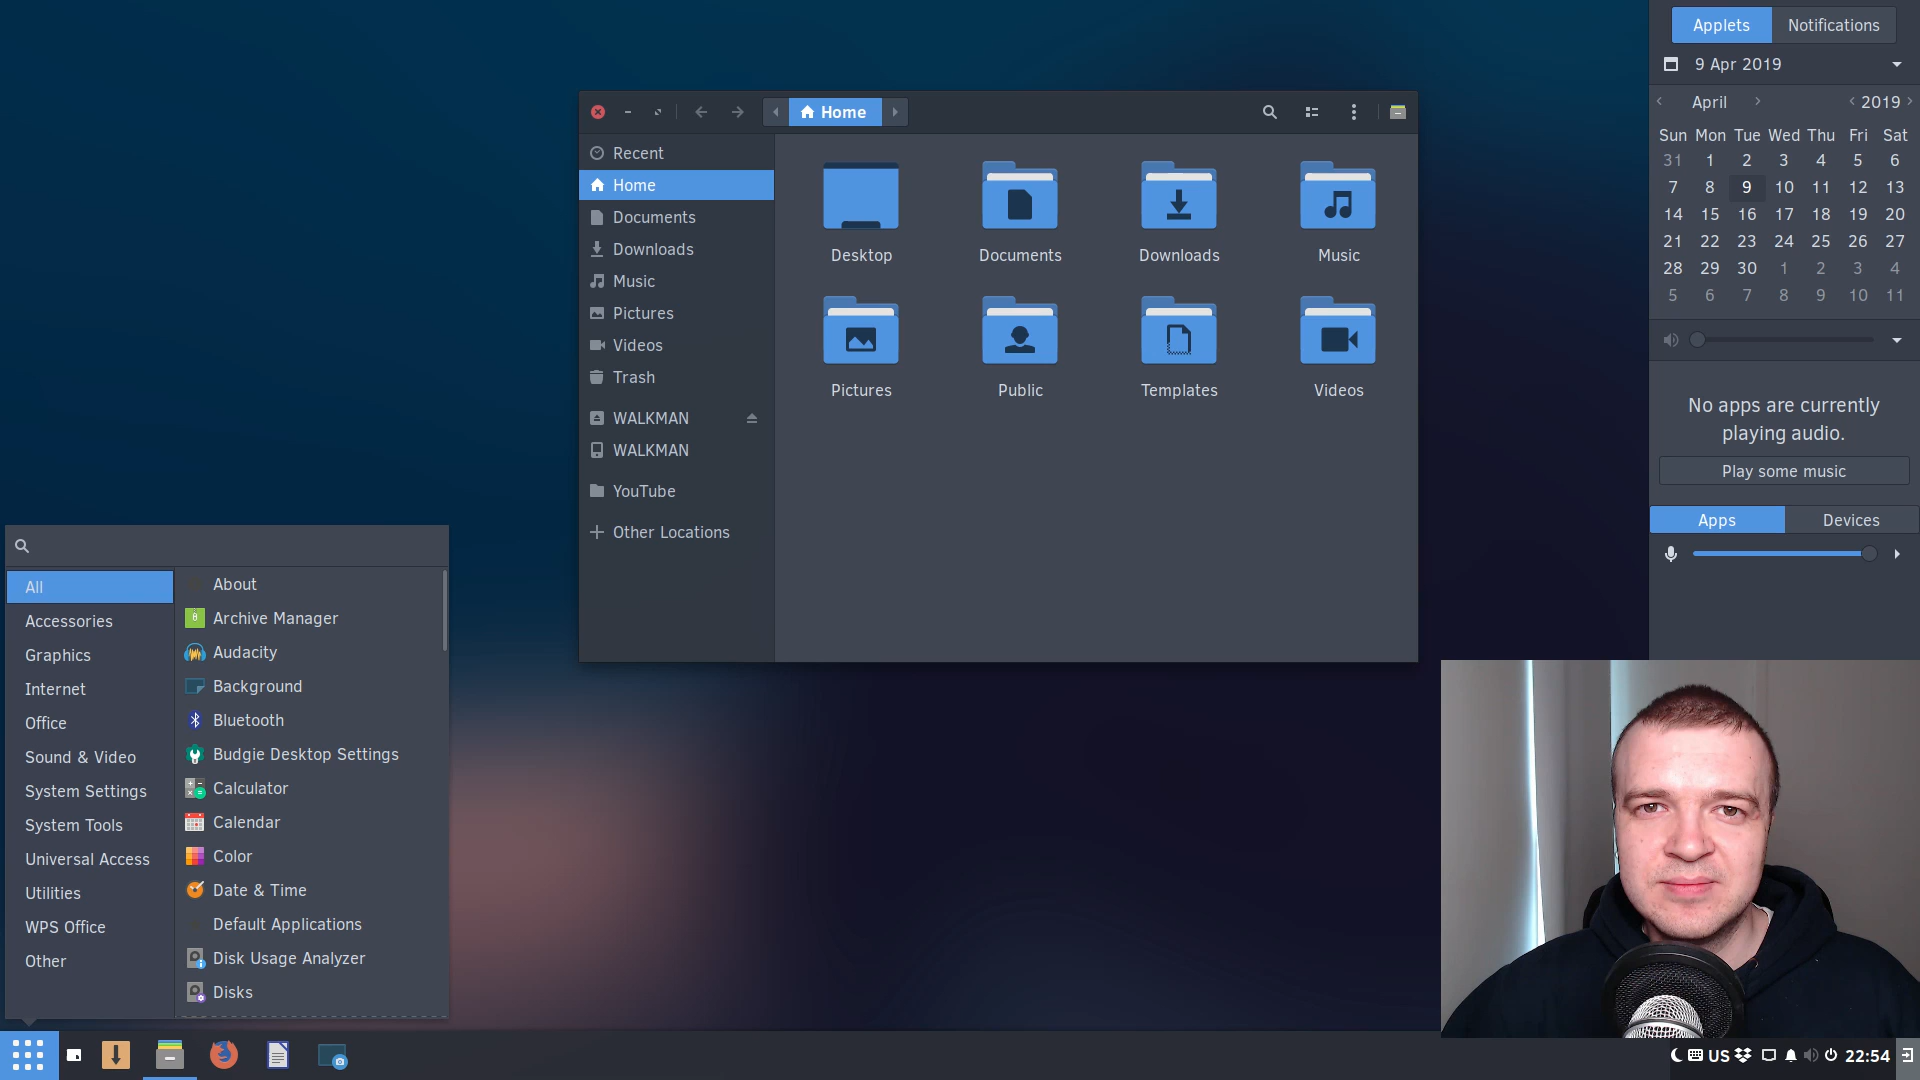 Applets Notifications
9 Apr 2019
April 2019
Sun Mon Tue Wed Thu Fri Sat
31 1 2 3 4 5 6
7 8 9 10 11 12 13
14 15 16 17 18 19 20
21 22 23 24 25 26 27
28 29 30 1 2 3 4
5 6 7 8 9 10 11
No apps are currently
playing audio.
Play some music
Apps Devices
Home
Recent
Home
Documents
Downloads
Music
Pictures
Videos
Trash
WALKMAN
WALKMAN
YouTube
Other Locations
Desktop Documents Downloads Music
Pictures Public Templates Videos
All
Accessories
Graphics
Internet
Office
Sound & Video
System Settings
System Tools
Universal Access
Utilities
WPS Office
Other
About
Archive Manager
Audacity
Background
Bluetooth
Budgie Desktop Settings
Calculator
Calendar
Color
Date & Time
Default Applications
Disk Usage Analyzer
Disks
US 22:54